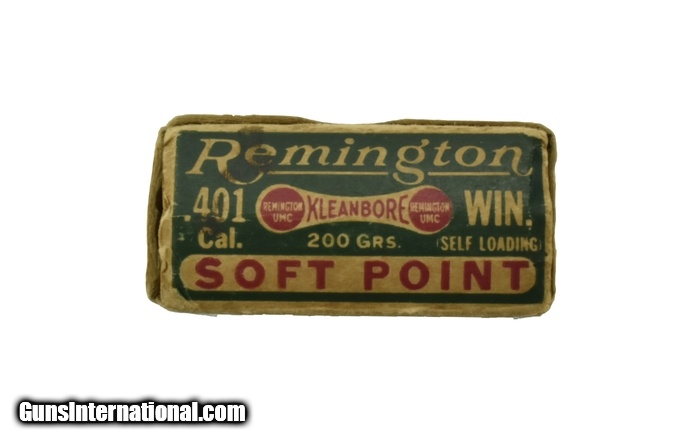 Remington
.401 Cal.
REMINGTON UMC
KLEANBORE
REMINGTON UMC
WIN.
200 GRS.
(SELF LOADING)
SOFT POINT
GunsInternational.com